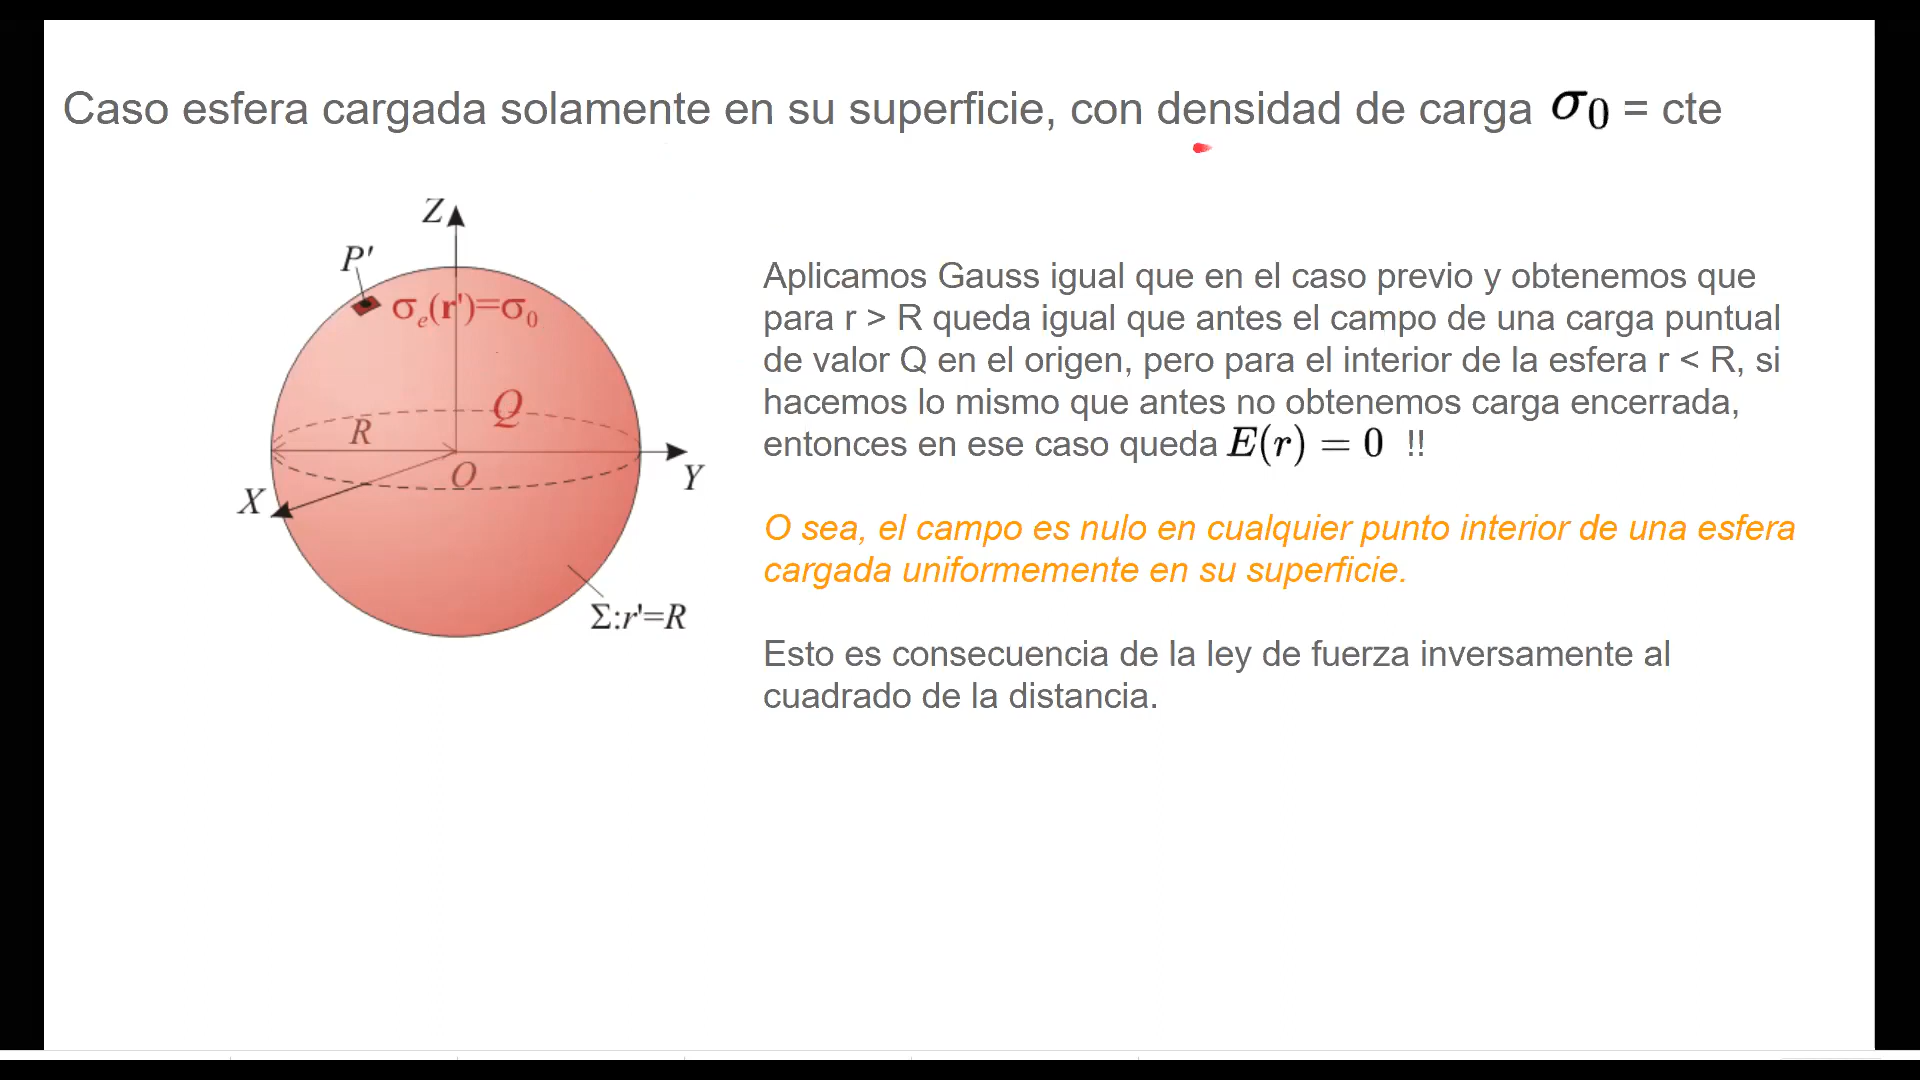 Caso esfera cargada solamente en su superficie, con densidad de carga σ₀ = cte
Z
P'
σₑ(r')=σ₀
Q
R
O
Y
X
Σ:r'=R
Aplicamos Gauss igual que en el caso previo y obtenemos que
para r > R queda igual que antes el campo de una carga puntual
de valor Q en el origen, pero para el interior de la esfera r < R, si
hacemos lo mismo que antes no obtenemos carga encerrada,
entonces en ese caso queda E(r) = 0 !!
O sea, el campo es nulo en cualquier punto interior de una esfera
cargada uniformemente en su superficie.
Esto es consecuencia de la ley de fuerza inversamente al
cuadrado de la distancia.